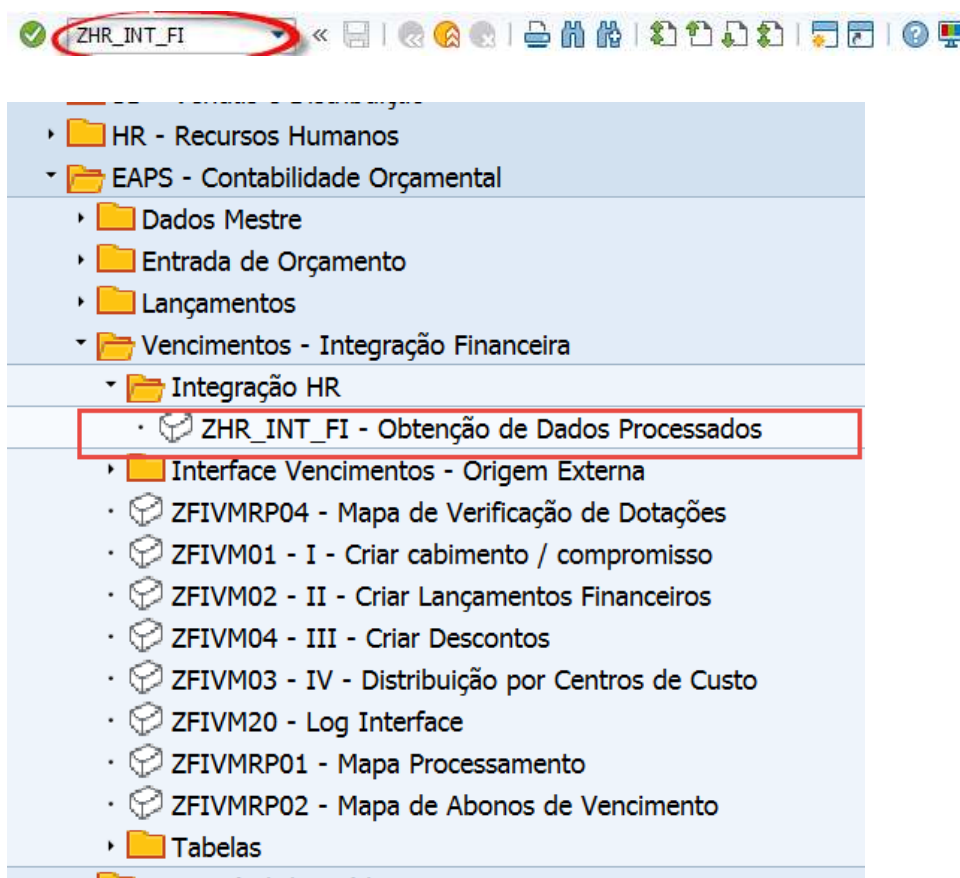 ZHR_INT_FI
HR - Recursos Humanos
EAPS - Contabilidade Orçamental
Dados Mestre
Entrada de Orçamento
Lançamentos
Vencimentos - Integração Financeira
Integração HR
ZHR_INT_FI - Obtenção de Dados Processados
Interface Vencimentos - Origem Externa
ZFIVMRP04 - Mapa de Verificação de Dotações
ZFIVM01 - I - Criar cabimento / compromisso
ZFIVM02 - II - Criar Lançamentos Financeiros
ZFIVM04 - III - Criar Descontos
ZFIVM03 - IV - Distribuição por Centros de Custo
ZFIVM20 - Log Interface
ZFIVMRP01 - Mapa Processamento
ZFIVMRP02 - Mapa de Abonos de Vencimento
Tabelas